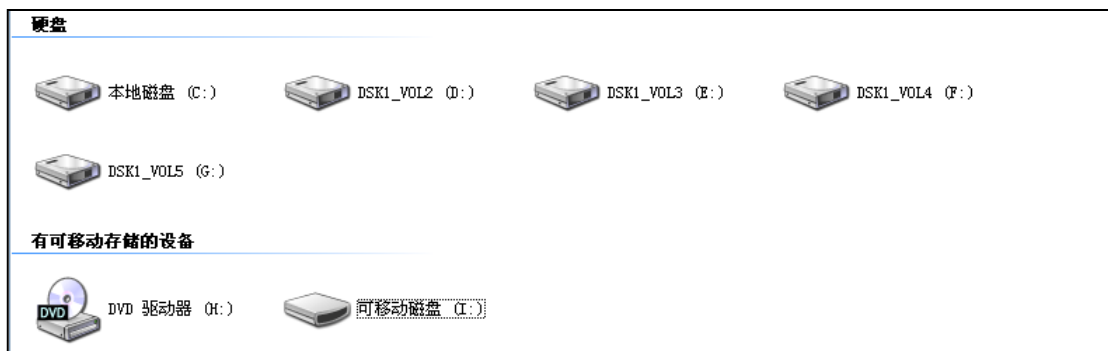 硬盘
本地磁盘 (C:) DSK1_VOL2 (D:) DSK1_VOL3 (E:) DSK1_VOL4 (F:)
DSK1_VOL5 (G:)
有可移动存储的设备
DVD DVD 驱动器 (H:) 可移动磁盘 (I:)